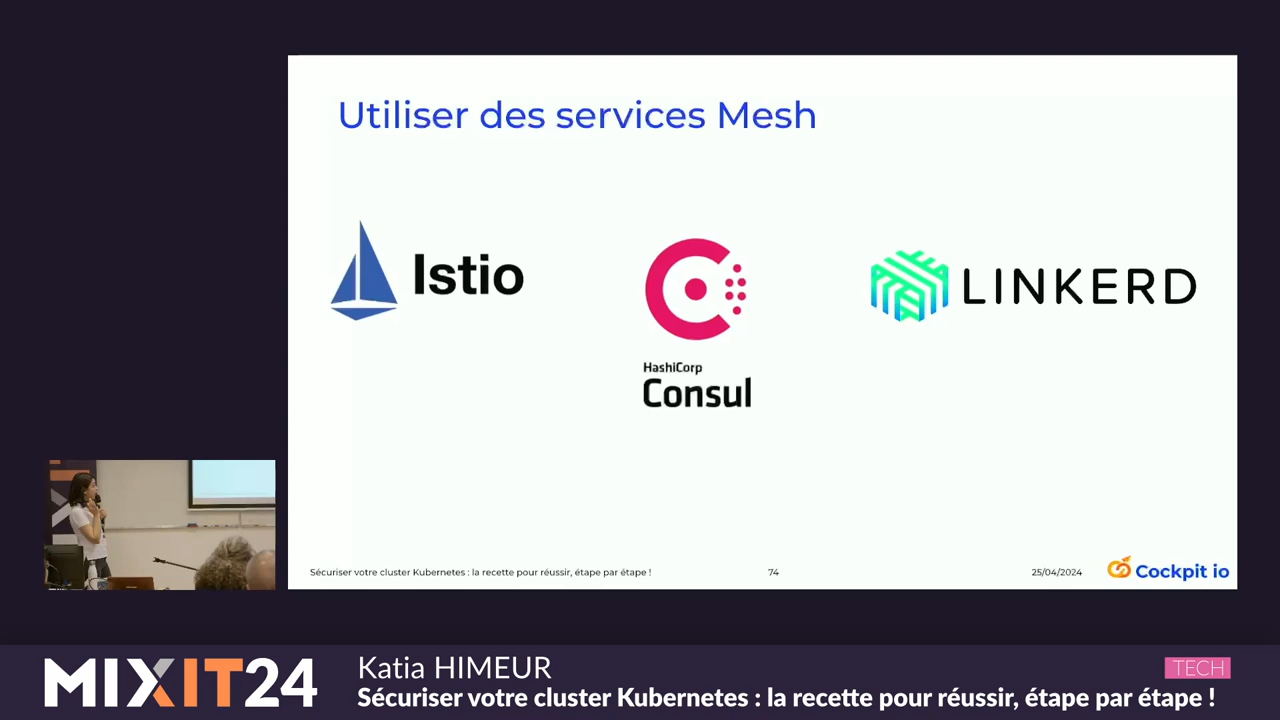 Utiliser des services Mesh
Istio
HashiCorp
Consul
LINKERD
Sécuriser votre cluster Kubernetes : la recette pour réussir, étape par étape !
74
25/04/2024
Cockpit io
MIXIT24
Katia HIMEUR
TECH
Sécuriser votre cluster Kubernetes : la recette pour réussir, étape par étape !